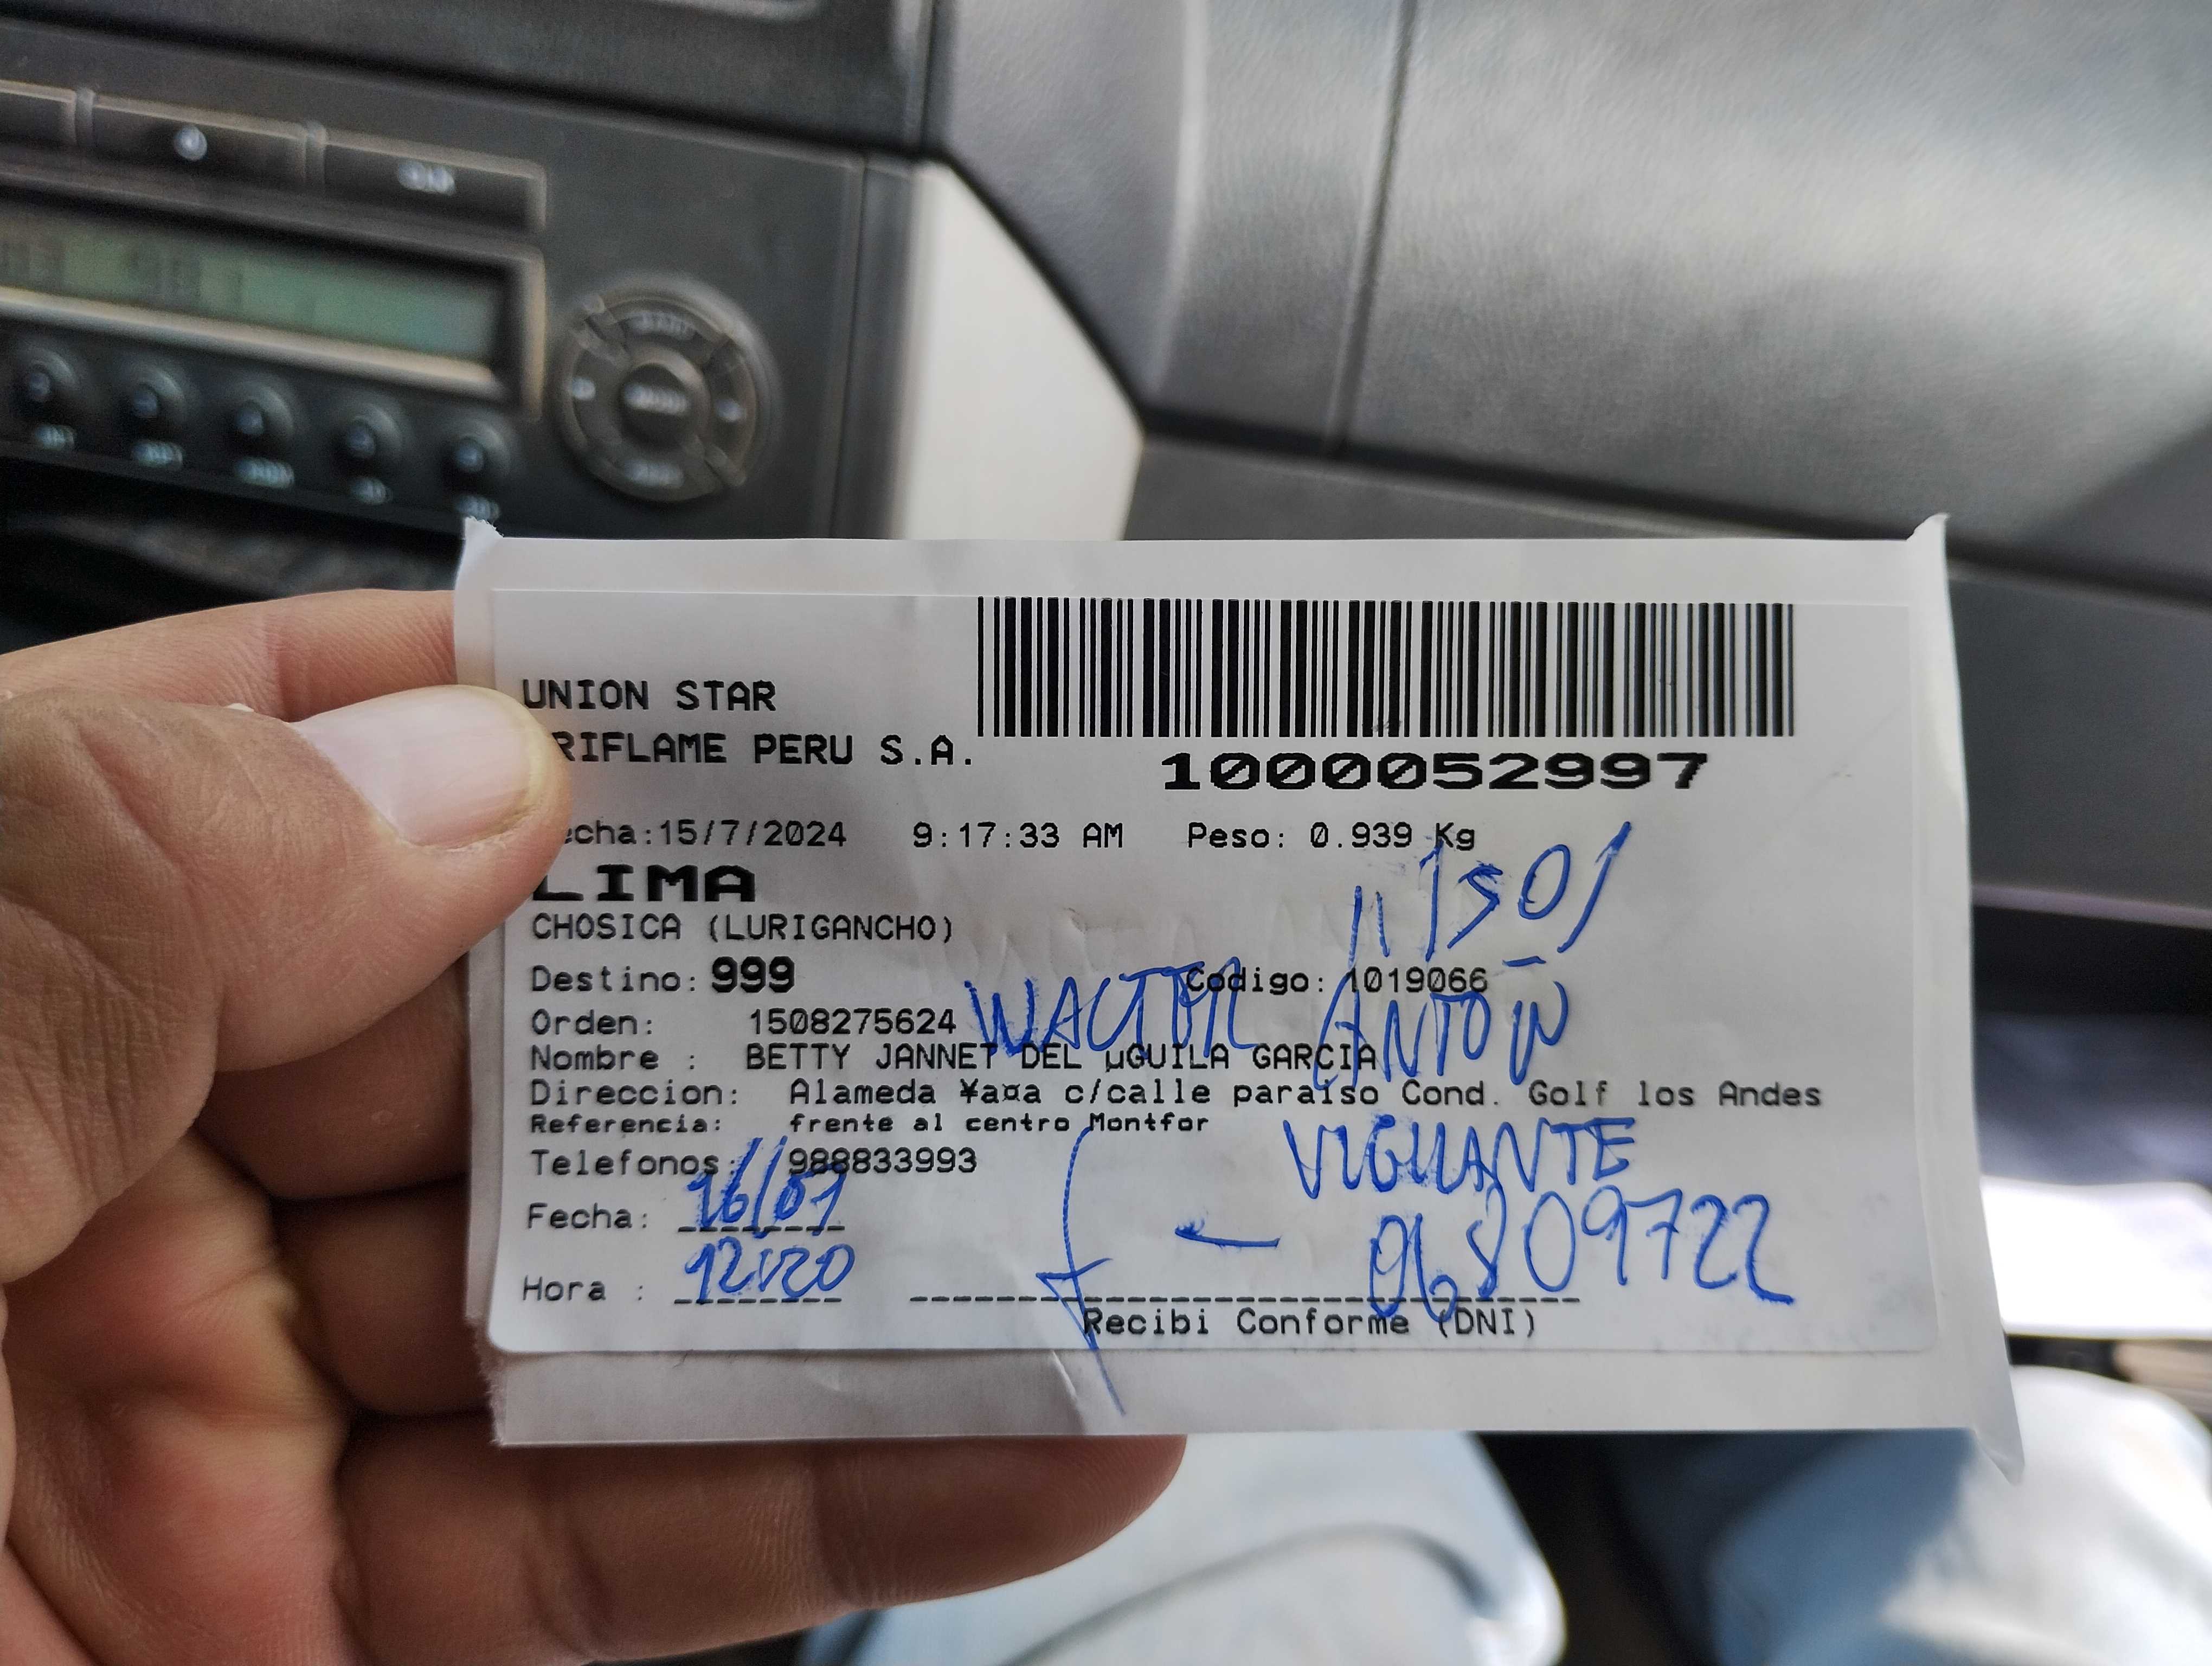 UNION STAR
RIFLAME PERU S.A.
1000052997
echa:15/7/2024 9:17:33 AM Peso: 0.939 Kg
LIMA
CHOSICA (LURIGANCHO)
Destino: 999 Codigo: 1019066
WALTER ANTON
Orden: 1508275624
Nombre : BETTY JANNET DEL µGUILA GARCIA
Direccion: Alameda ¥a¤a c/calle paraiso Cond. Golf los Andes
Referencia: frente al centro Montfor
VIGILANTE
Telefonos: 988833993
Fecha: 16/07
06809722
Hora : 12:20
Recibi Conforme (DNI)